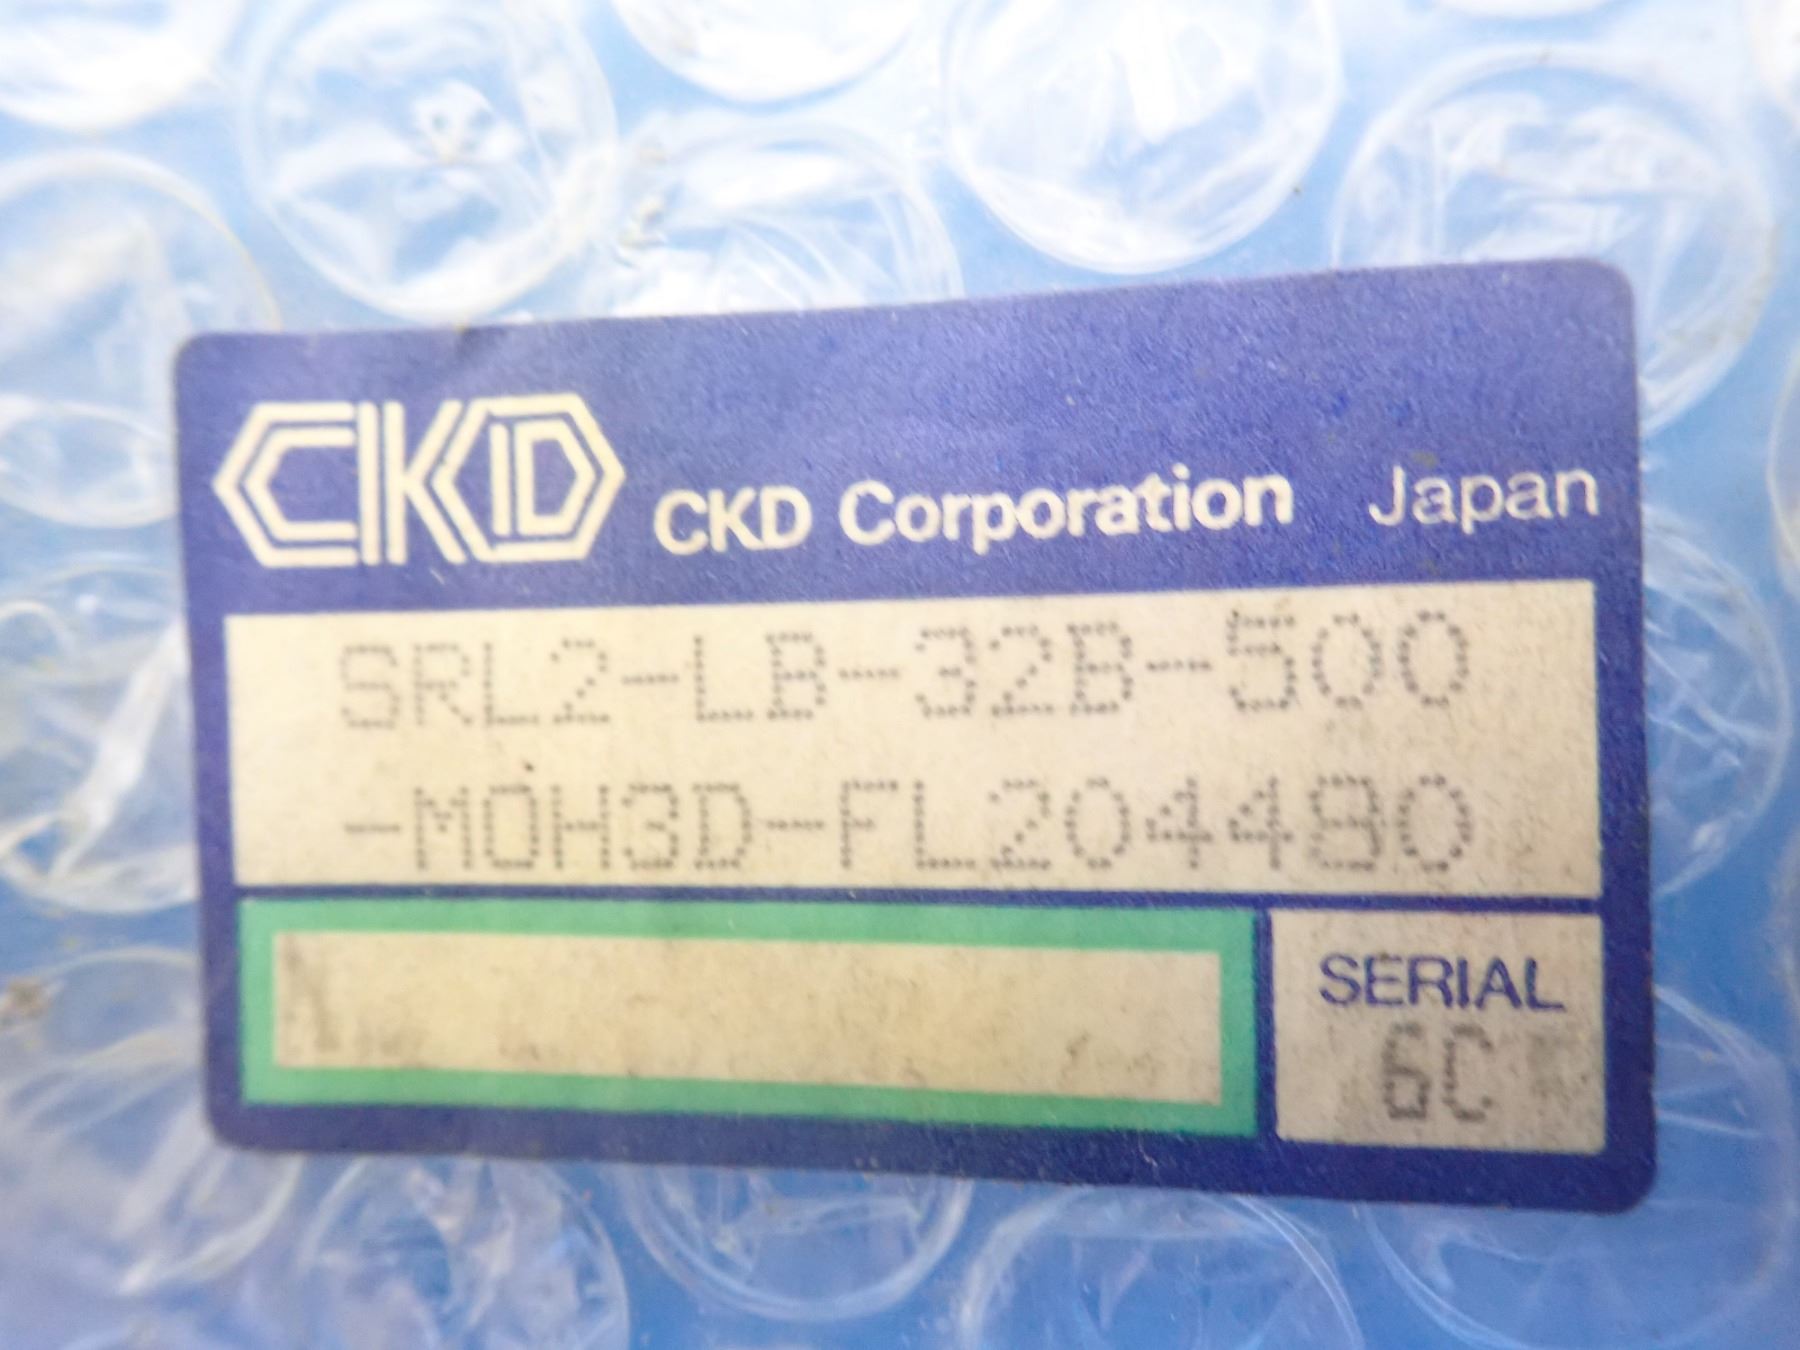 CKD CKD Corporation Japan
SRL2-LB-32B-500
-M0H3D-FL204480
SERIAL
6C